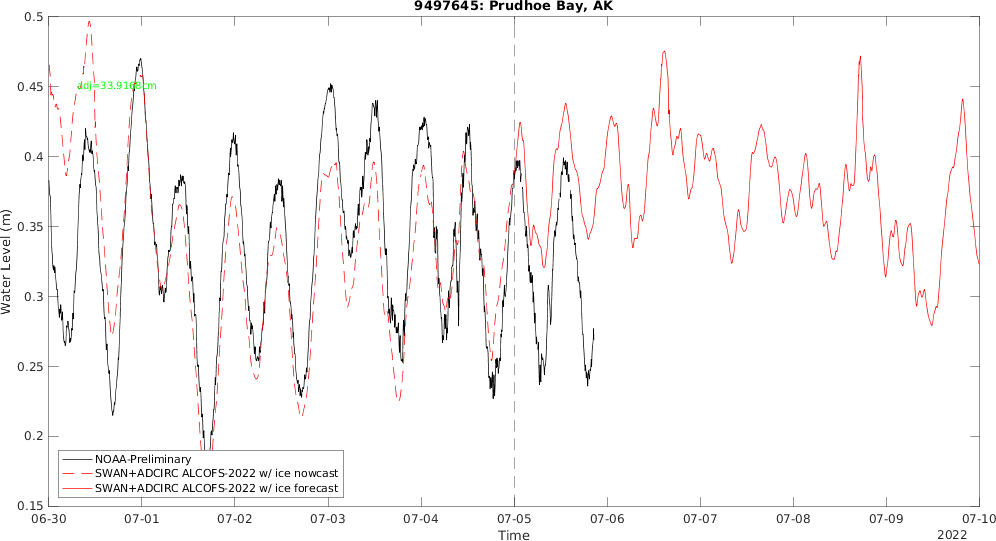 9497645: Prudhoe Bay, AK
0.5
0.45
0.4
0.35
0.3
0.25
0.2
0.15
Water Level (m)
adj=33.9168cm
NOAA-Preliminary
SWAN+ADCIRC ALCOFS-2022 w/ ice nowcast
SWAN+ADCIRC ALCOFS-2022 w/ ice forecast
06-30 07-01 07-02 07-03 07-04 07-05 07-06 07-07 07-08 07-09 07-10
Time
2022